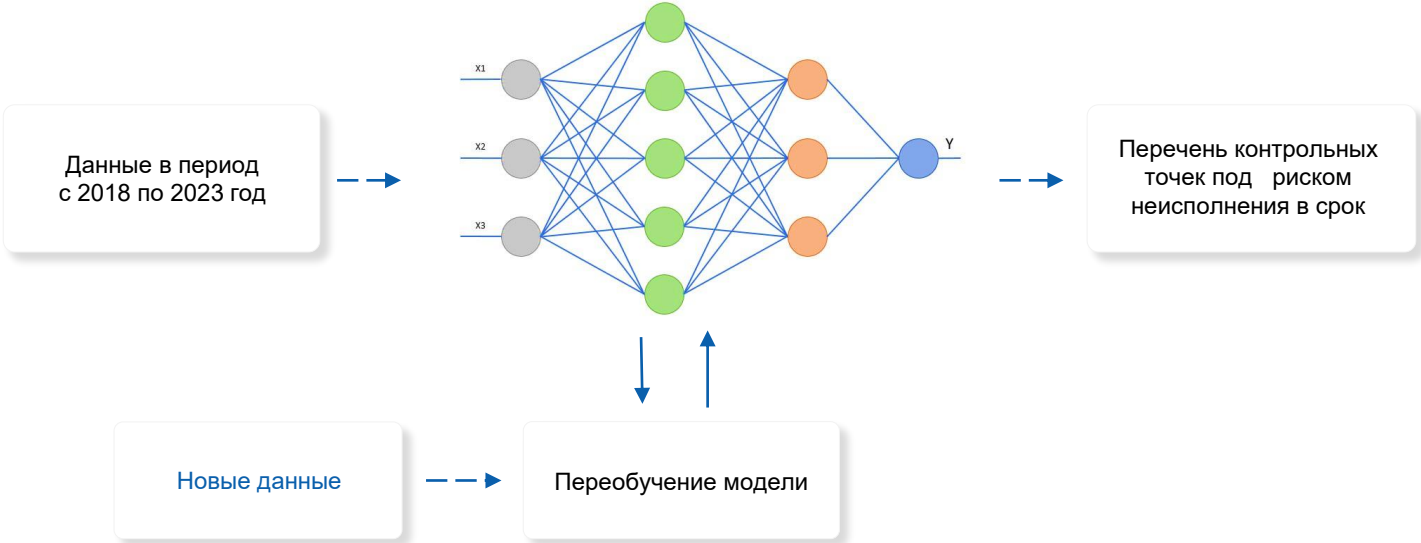 X1
X2
X3
Y
Данные в период
с 2018 по 2023 год
Перечень контрольных
точек под риском
неисполнения в срок
Новые данные
Переобучение модели